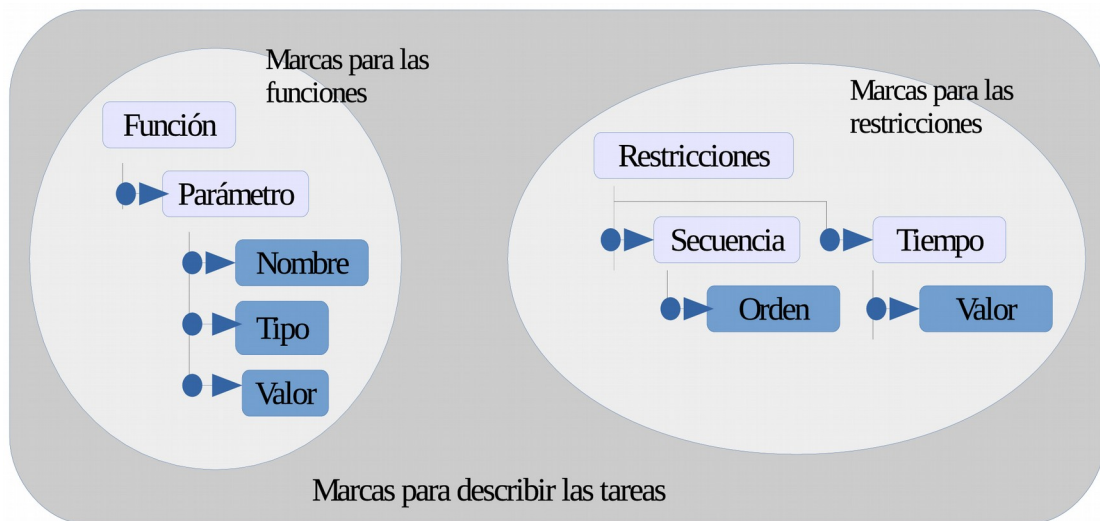 Marcas para las
funciones
Función
Parámetro
Nombre
Tipo
Valor
Marcas para las
restricciones
Restricciones
Secuencia
Tiempo
Orden
Valor
Marcas para describir las tareas